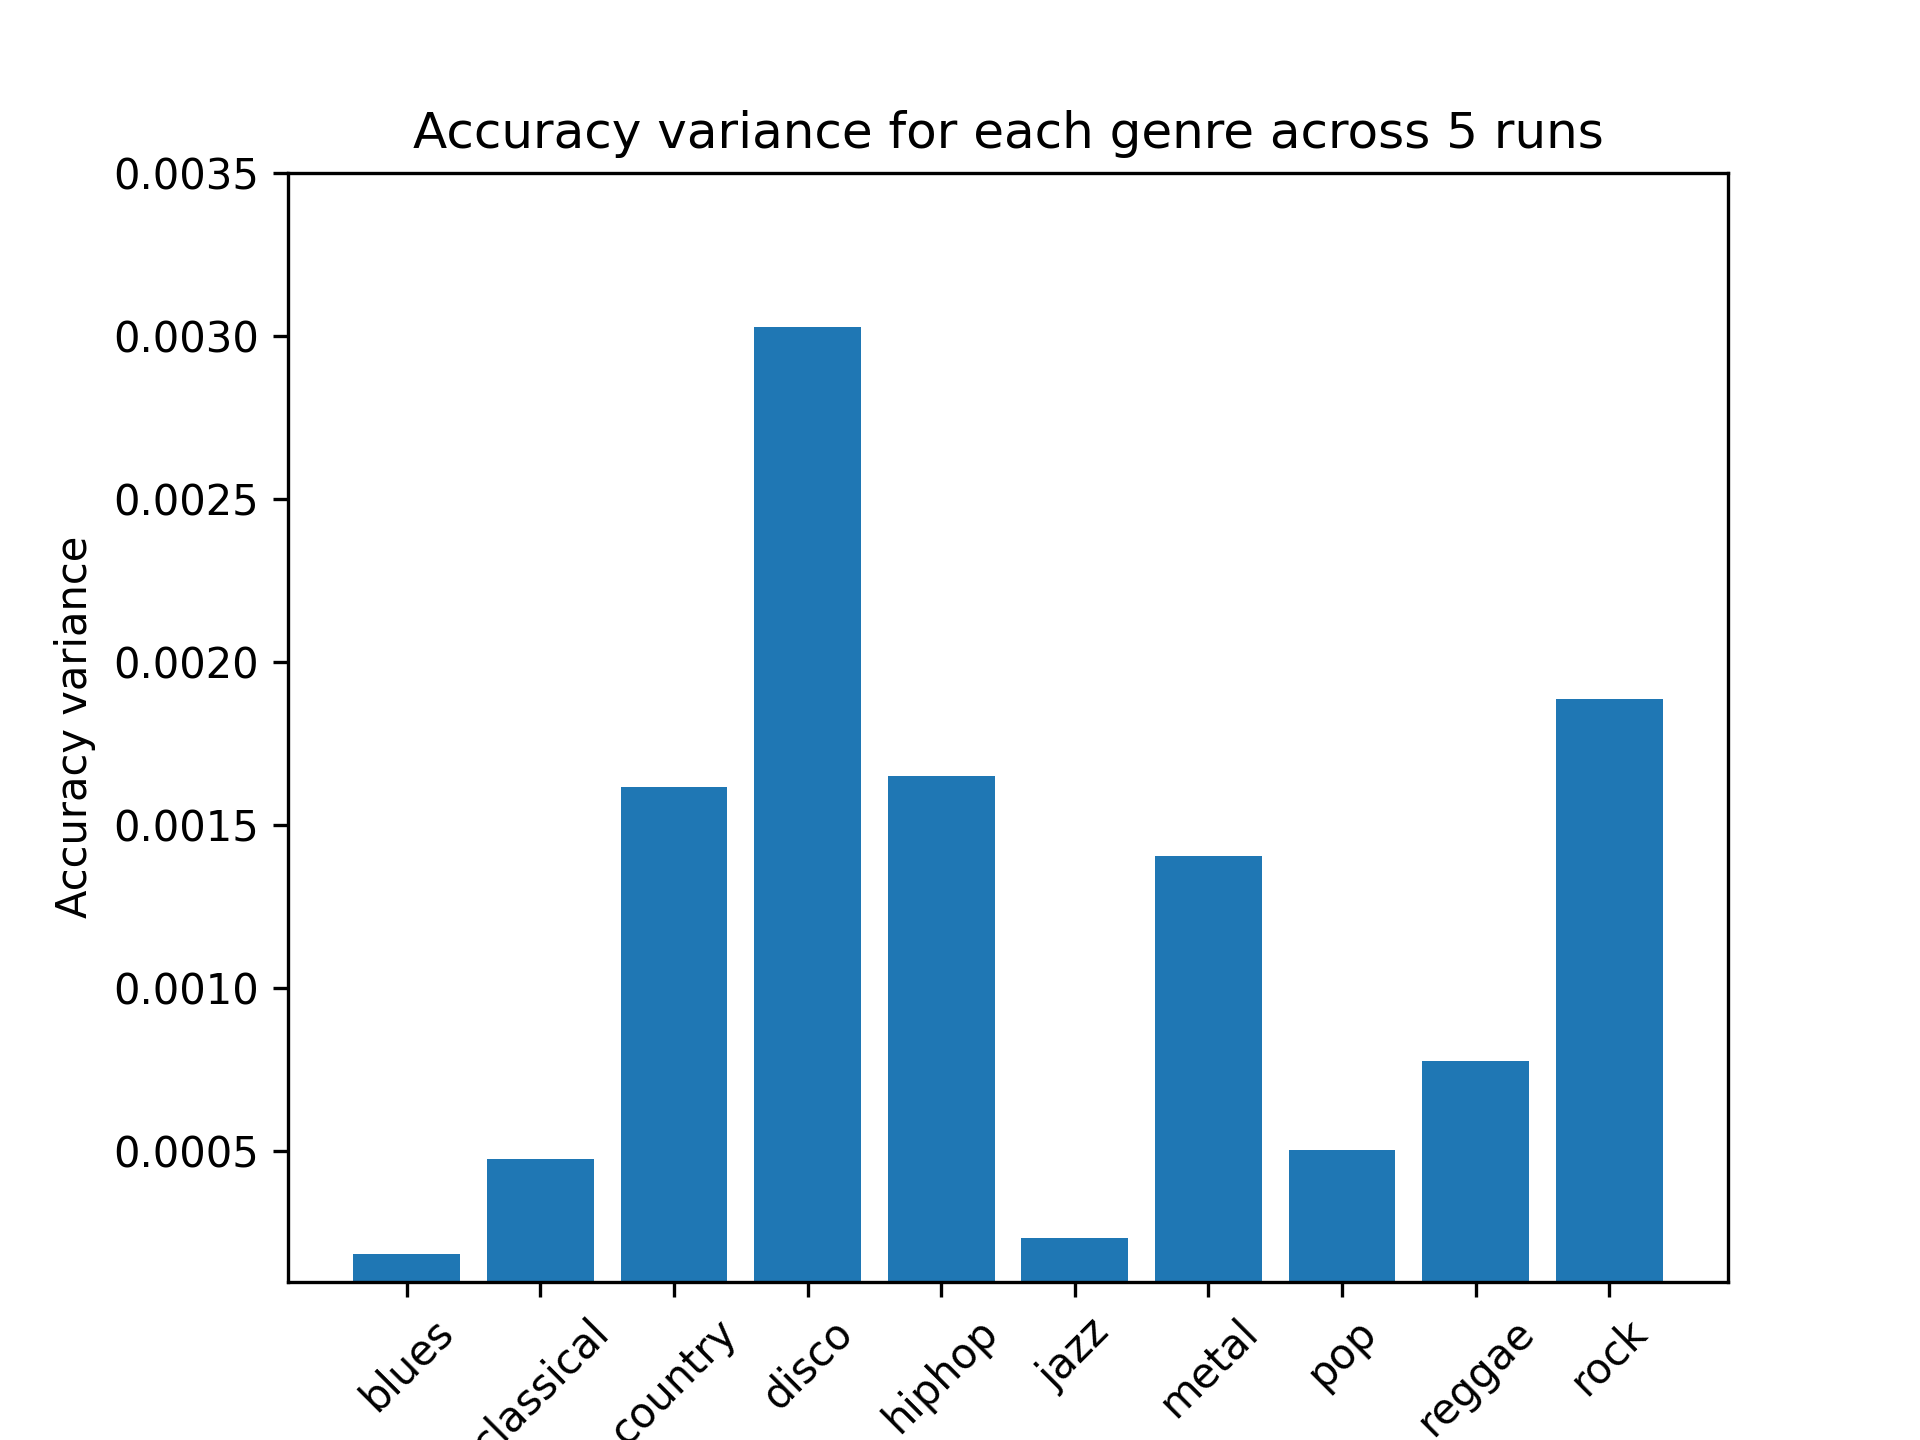 Accuracy variance for each genre across 5 runs
0.0035
0.0030
0.0025
0.0020
0.0015
0.0010
0.0005
Accuracy variance
blues
classical
country
disco
hiphop
jazz
metal
pop
reggae
rock